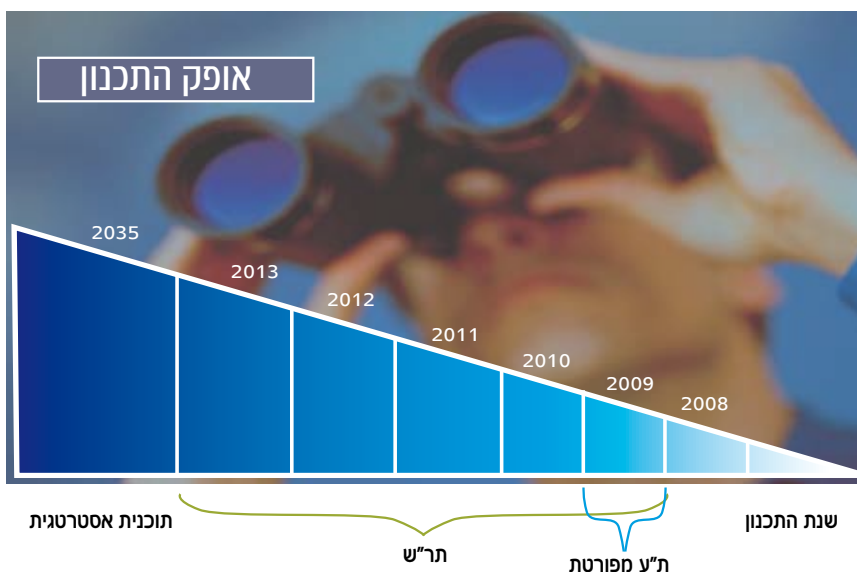 אופק התכנון
2035
2013
2012
2011
2010
2009
2008
שנת התכנון
תוכנית אסטרטגית
תר"ש
ת"ע מפורטת